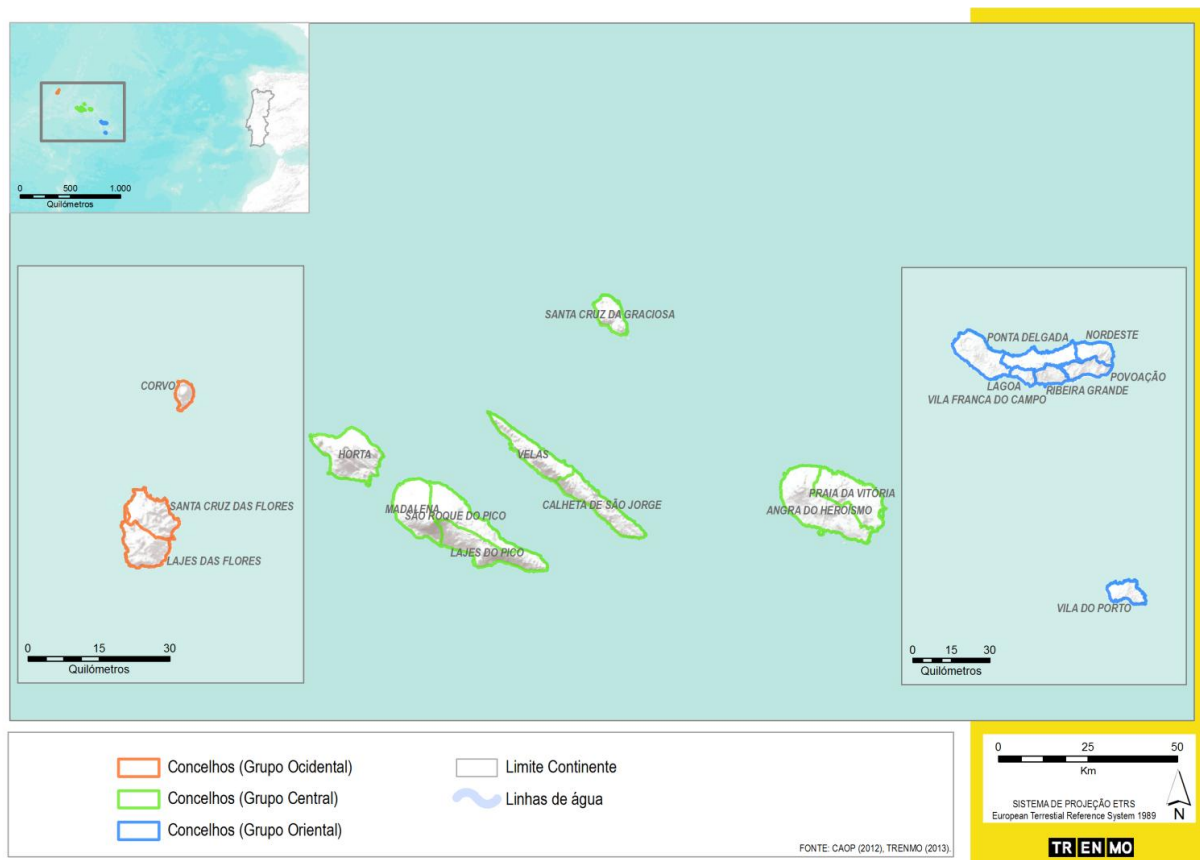 0 500 1.000
Quilómetros
SANTA CRUZ DA GRACIOSA
CORVO
SANTA CRUZ DAS FLORES
LAJES DAS FLORES
0 15 30
Quilómetros
HORTA
MADALENA
SÃO ROQUE DO PICO
LAJES DO PICO
VELAS
CALHETA DE SÃO JORGE
PRAIA DA VITÓRIA
ANGRA DO HEROÍSMO
PONTA DELGADA
NORDESTE
LAGOA
POVOAÇÃO
RIBEIRA GRANDE
VILA FRANCA DO CAMPO
VILA DO PORTO
0 15 30
Quilómetros
Concelhos (Grupo Ocidental)
Concelhos (Grupo Central)
Concelhos (Grupo Oriental)
Limite Continente
Linhas de água
FONTE: CAOP (2012), TRENMO (2013).
0 25 50
Km
SISTEMA DE PROJEÇÃO ETRS
European Terrestial Reference System 1989
N
TR EN MO